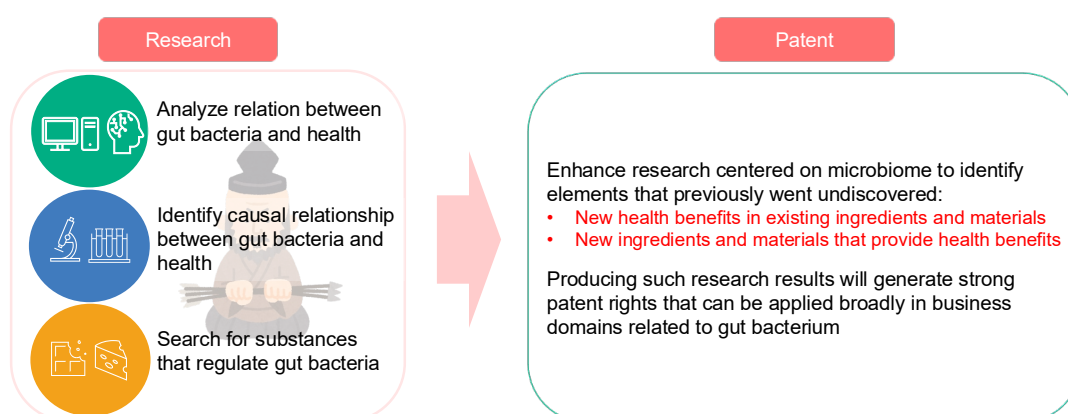 Research
Patent
Analyze relation between
gut bacteria and health
Identify causal relationship
between gut bacteria and
health
Search for substances
that regulate gut bacteria
Enhance research centered on microbiome to identify
elements that previously went undiscovered:
• New health benefits in existing ingredients and materials
• New ingredients and materials that provide health benefits
Producing such research results will generate strong
patent rights that can be applied broadly in business
domains related to gut bacterium